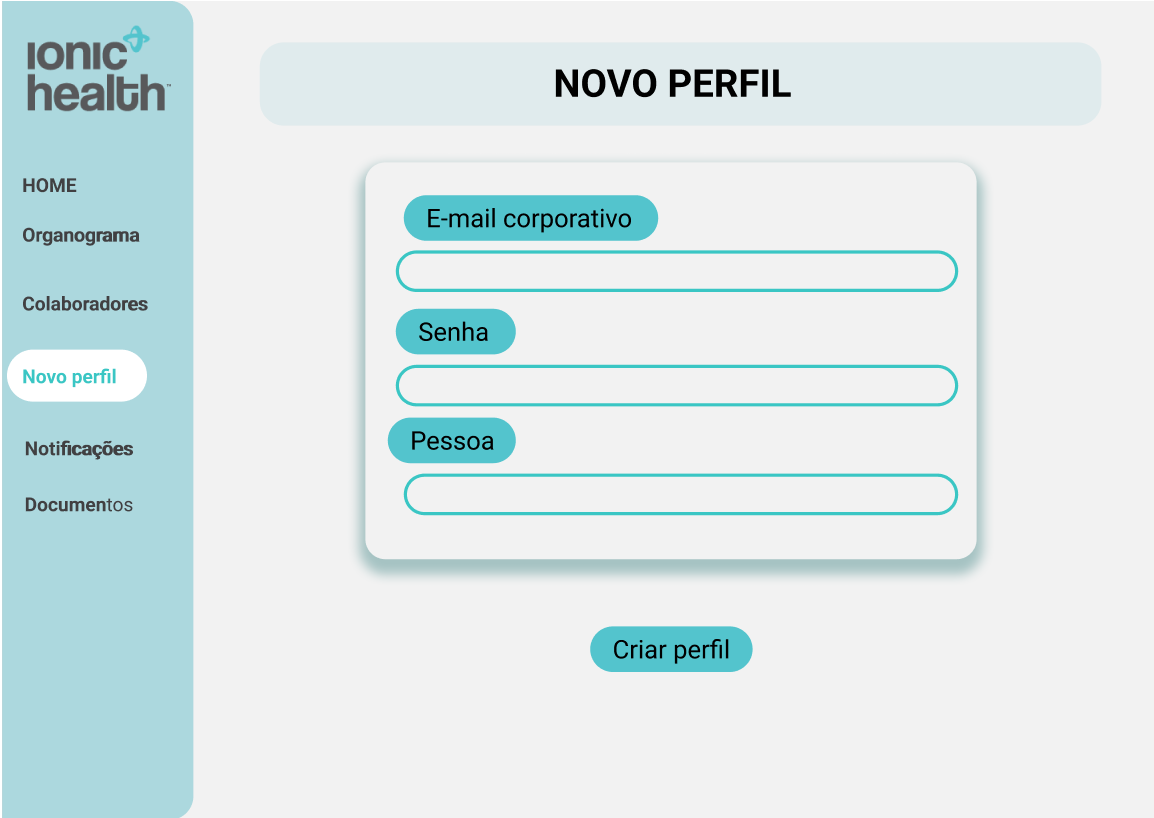 ionic
health™
HOME
Organograma
Colaboradores
Novo perfil
Notificações
Documentos
NOVO PERFIL
E-mail corporativo
Senha
Pessoa
Criar perfil